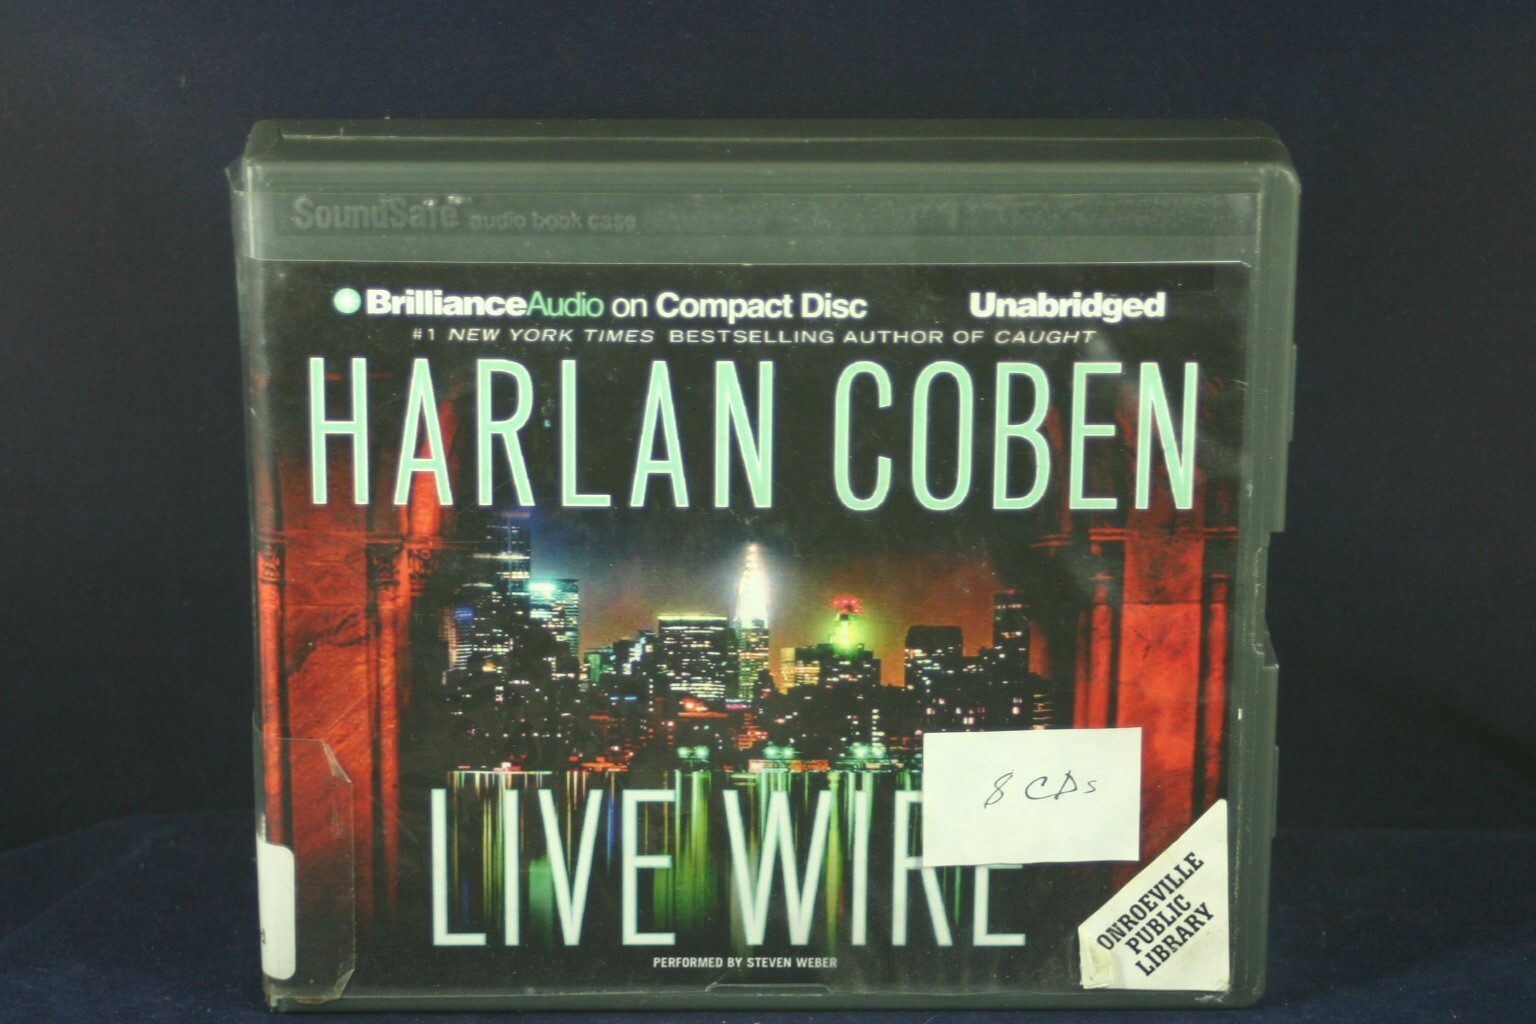 SoundSafe audio book case
BrillianceAudio on Compact Disc Unabridged
#1 NEW YORK TIMES BESTSELLING AUTHOR OF CAUGHT
HARLAN COBEN
8 CDs
LIVE WIRE
ONROEVILLE
PUBLIC
LIBRARY
PERFORMED BY STEVEN WEBER